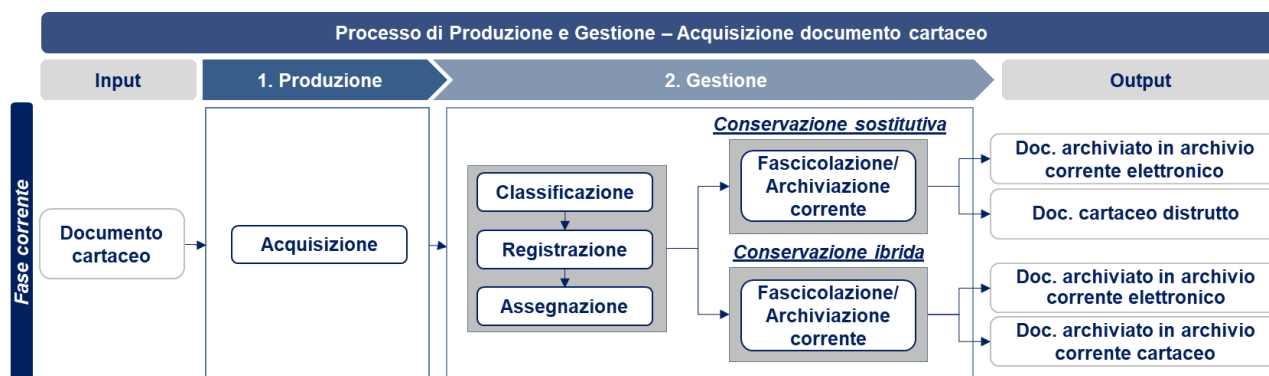 Processo di Produzione e Gestione – Acquisizione documento cartaceo
Input
1. Produzione
2. Gestione
Output
Fase corrente
Documento
cartaceo
Acquisizione
Classificazione
Registrazione
Assegnazione
Conservazione sostitutiva
Fascicolazione/
Archiviazione
corrente
Conservazione ibrida
Fascicolazione/
Archiviazione
corrente
Doc. archiviato in archivio
corrente elettronico
Doc. cartaceo distrutto
Doc. archiviato in archivio
corrente elettronico
Doc. archiviato in archivio
corrente cartaceo